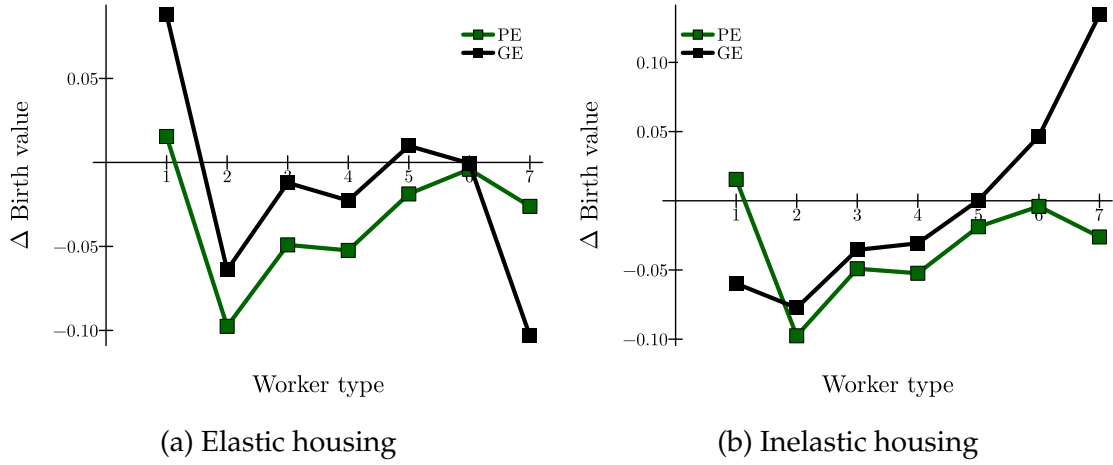 PE
GE
0.05
−0.05
−0.10
1 2 3 4 5 6 7
Δ Birth value
Worker type
(a) Elastic housing
PE
GE
0.10
0.05
−0.05
−0.10
1 2 3 4 5 6 7
Δ Birth value
Worker type
(b) Inelastic housing